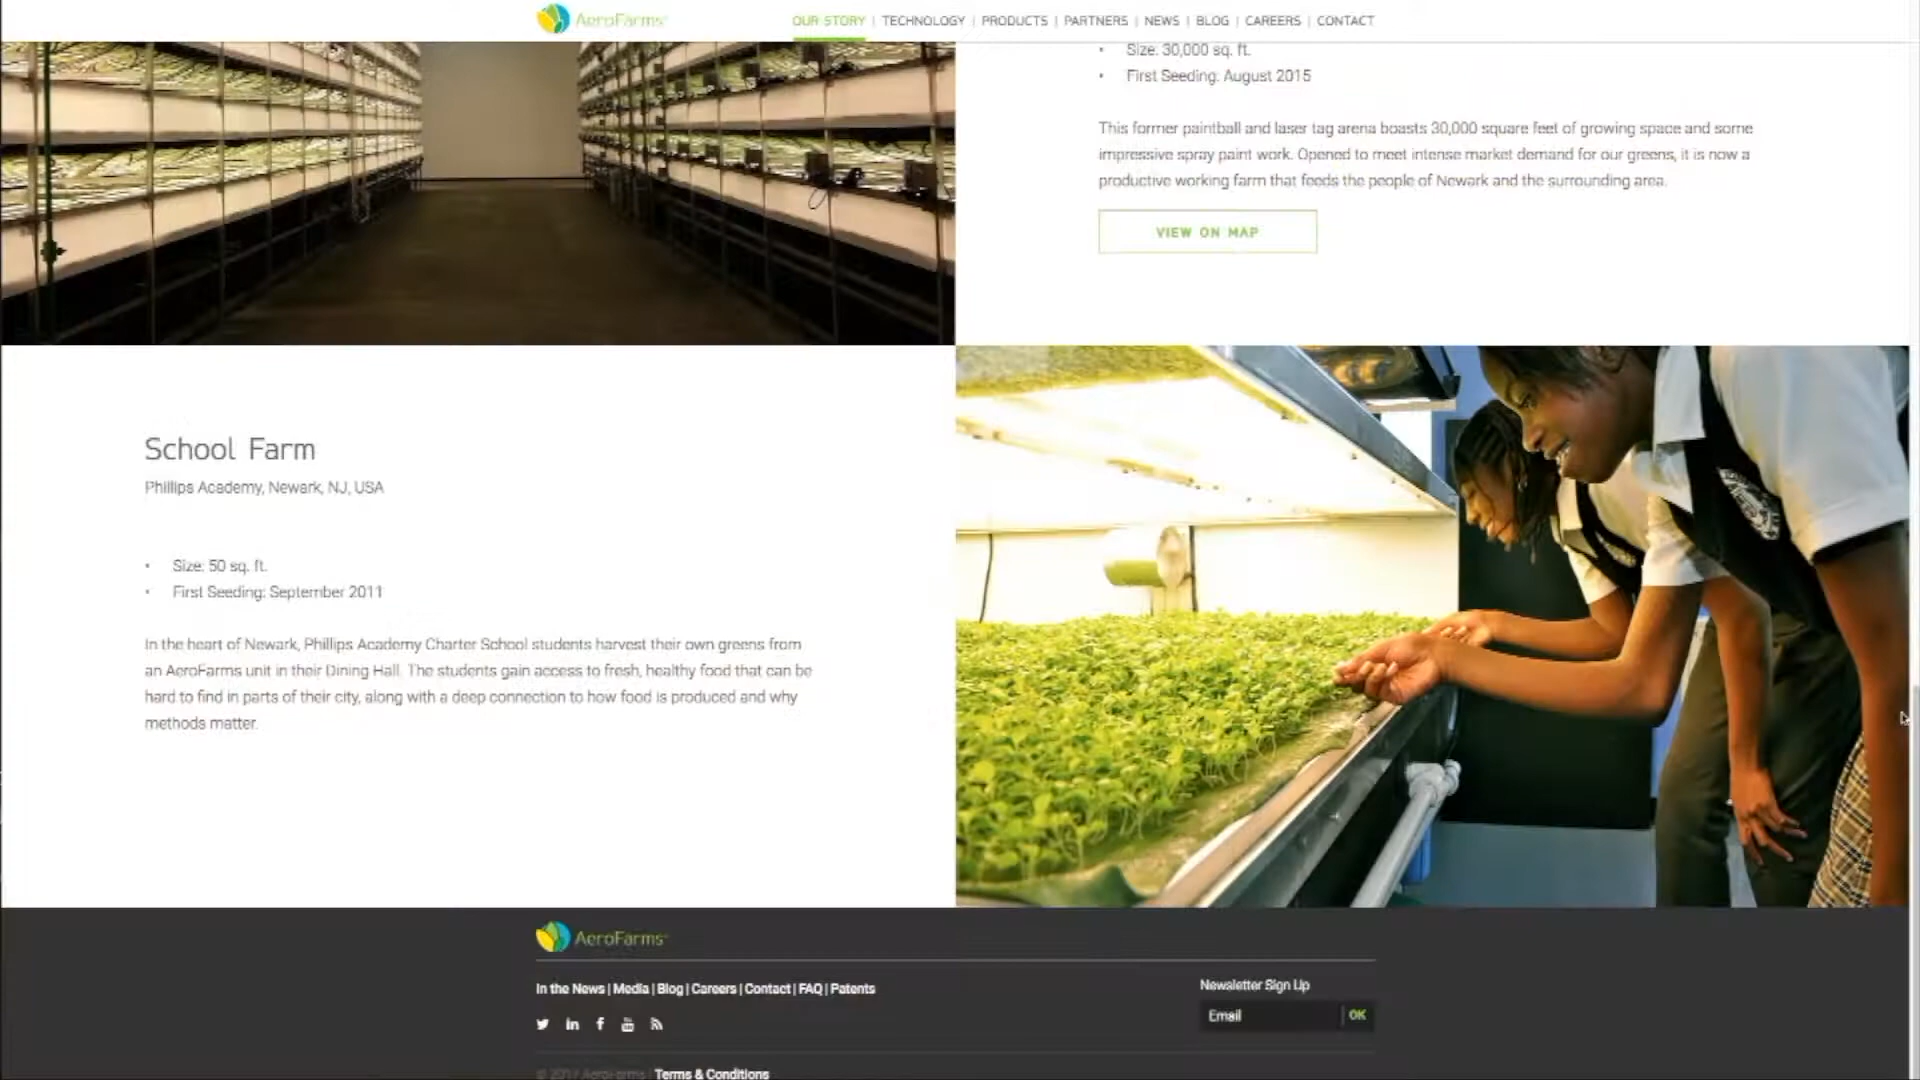 AeroFarms
OUR STORY | TECHNOLOGY | PRODUCTS | PARTNERS | NEWS | BLOG | CAREERS | CONTACT
• Size: 30,000 sq. ft.
• First Seeding: August 2015
This former paintball and laser tag arena boasts 30,000 square feet of growing space and some
impressive spray paint work. Opened to meet intense market demand for our greens, it is now a
productive working farm that feeds the people of Newark and the surrounding area.
VIEW ON MAP
School Farm
Phillips Academy, Newark, NJ, USA
• Size: 50 sq. ft.
• First Seeding: September 2011
In the heart of Newark, Phillips Academy Charter School students harvest their own greens from
an AeroFarms unit in their Dining Hall. The students gain access to fresh, healthy food that can be
hard to find in parts of their city, along with a deep connection to how food is produced and why
methods matter.
AeroFarms
In the News | Media | Blog | Careers | Contact | FAQ | Patents
Newsletter Sign Up
Email OK
© 2017 AeroFarms | Terms & Conditions